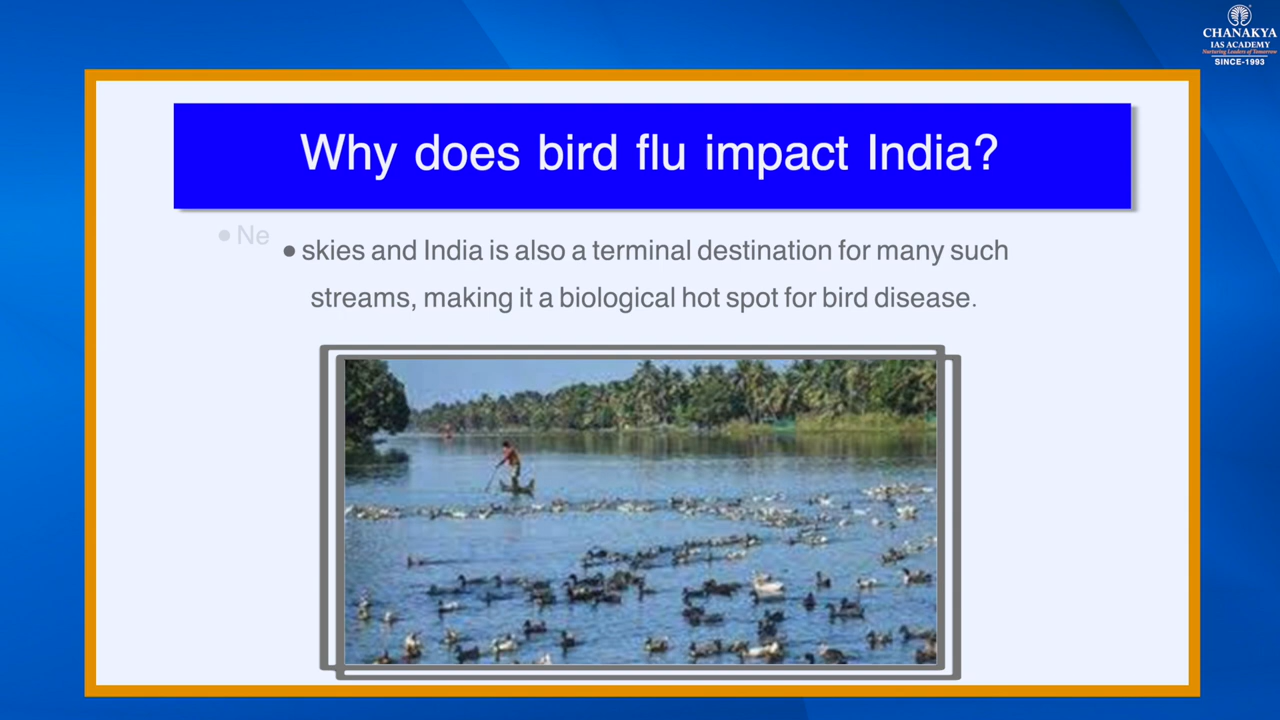 CHANAKYA
IAS ACADEMY
Nurturing Leaders of Tomorrow
SINCE-1993
Why does bird flu impact India?
• Ne
• skies and India is also a terminal destination for many such
streams, making it a biological hot spot for bird disease.